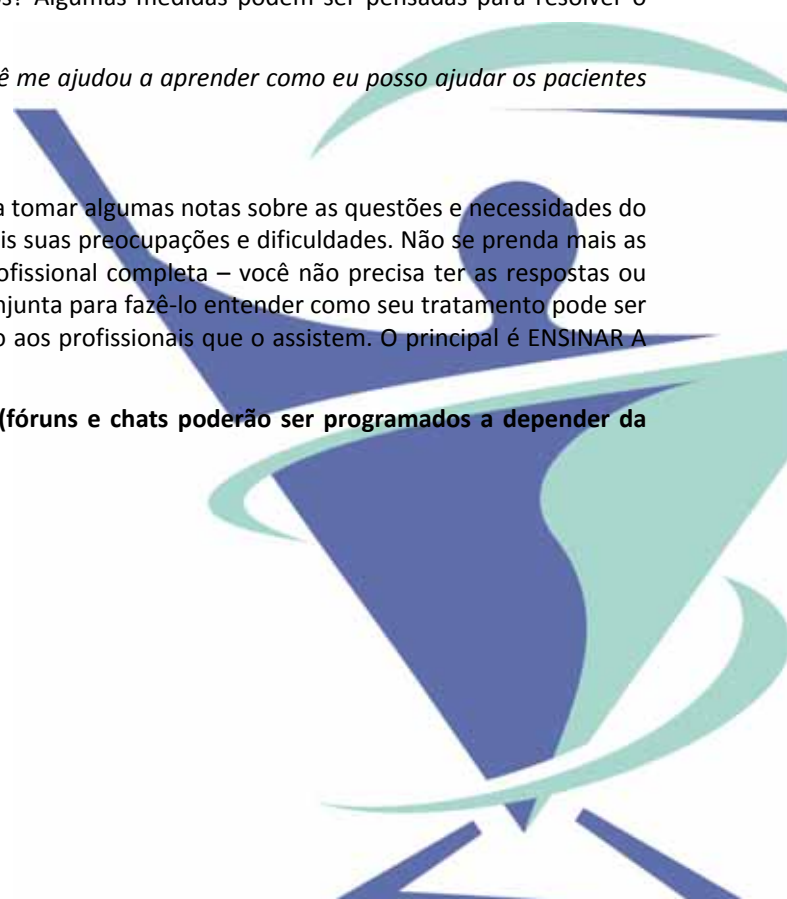 os? Algumas medidas podem ser pensadas para resolver o
ê me ajudou a aprender como eu posso ajudar os pacientes
a tomar algumas notas sobre as questões e necessidades do
is suas preocupações e dificuldades. Não se prenda mais as
ofissional completa – você não precisa ter as respostas ou
njunta para fazê-lo entender como seu tratamento pode ser
o aos profissionais que o assistem. O principal é ENSINAR A
(fóruns e chats poderão ser programados a depender da